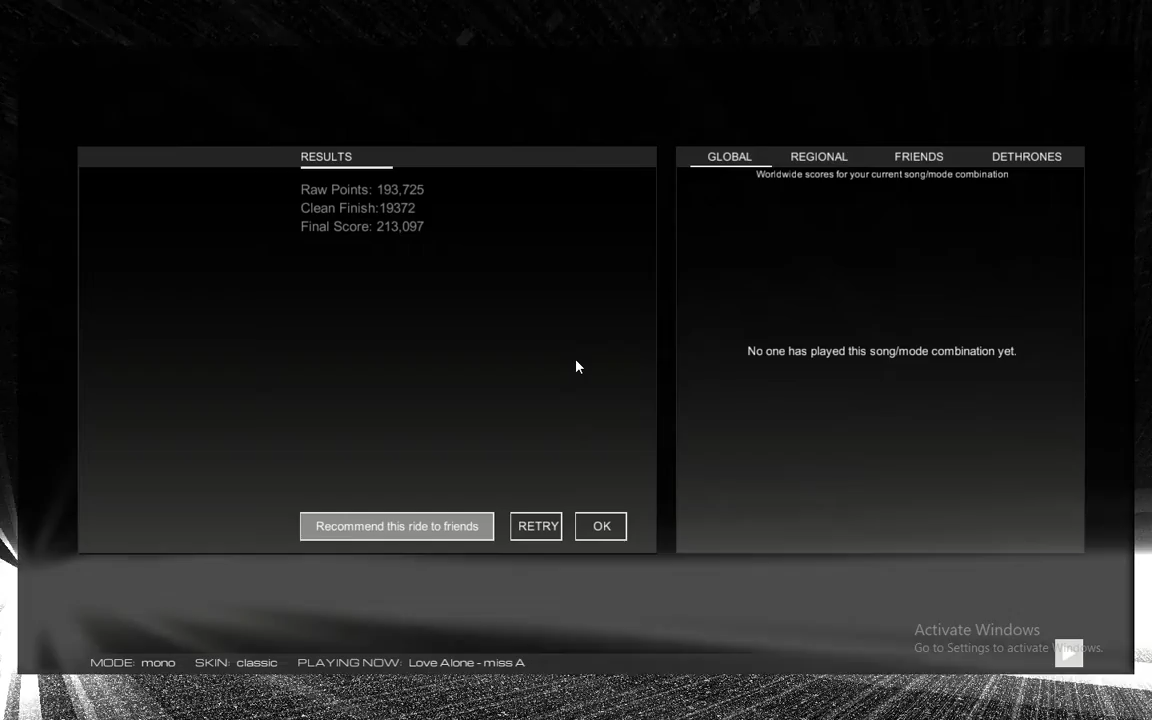 RESULTS
Raw Points: 193,725
Clean Finish:19372
Final Score: 213,097
Recommend this ride to friends
RETRY
OK
GLOBAL REGIONAL FRIENDS DETHRONES
Worldwide scores for your current song/mode combination
No one has played this song/mode combination yet.
Activate Windows
Go to Settings to activate Windows.
MODE: mono SKIN: classic PLAYING NOW: Love Alone - miss A